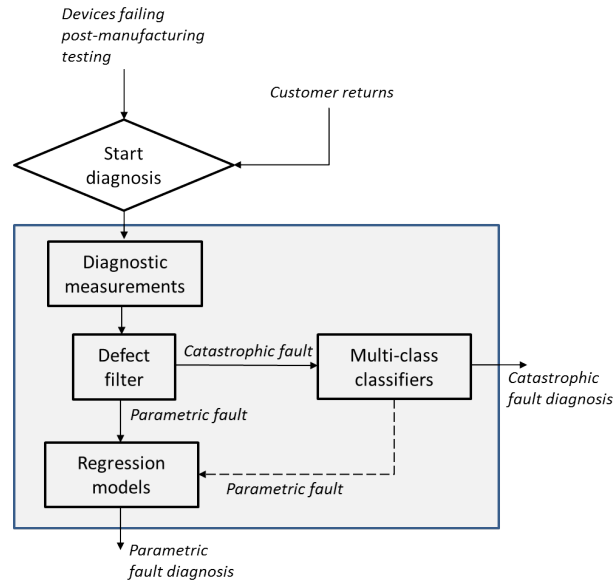 Devices failing
post-manufacturing
testing
Customer returns
Start
diagnosis
Diagnostic
measurements
Defect
filter
Catastrophic fault
Multi-class
classifiers
Catastrophic
fault diagnosis
Parametric fault
Regression
models
Parametric fault
Parametric
fault diagnosis